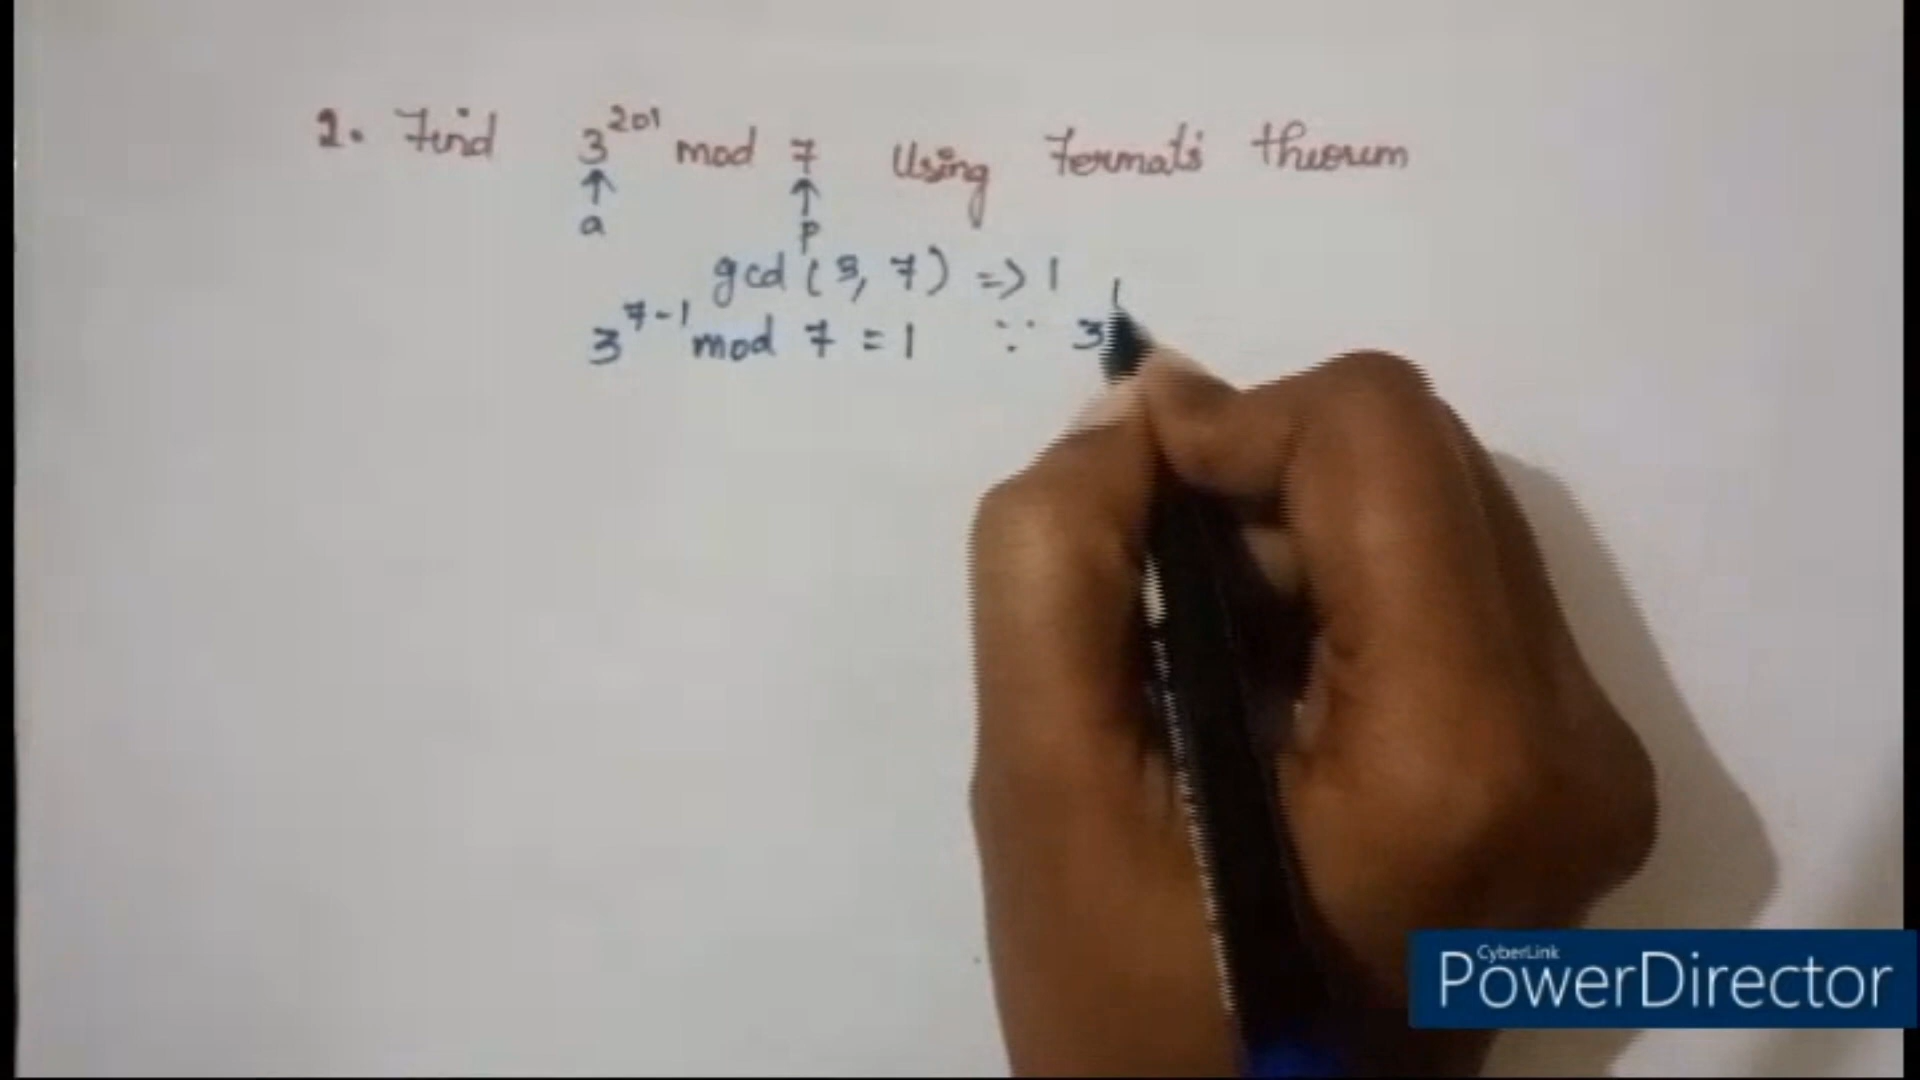 2. Find 3^201 mod 7 Using Fermat's theorem
↑ ↑
a p
gcd (3, 7) => 1
3^7-1 mod 7 = 1 ∵ 3
CyberLink
PowerDirector